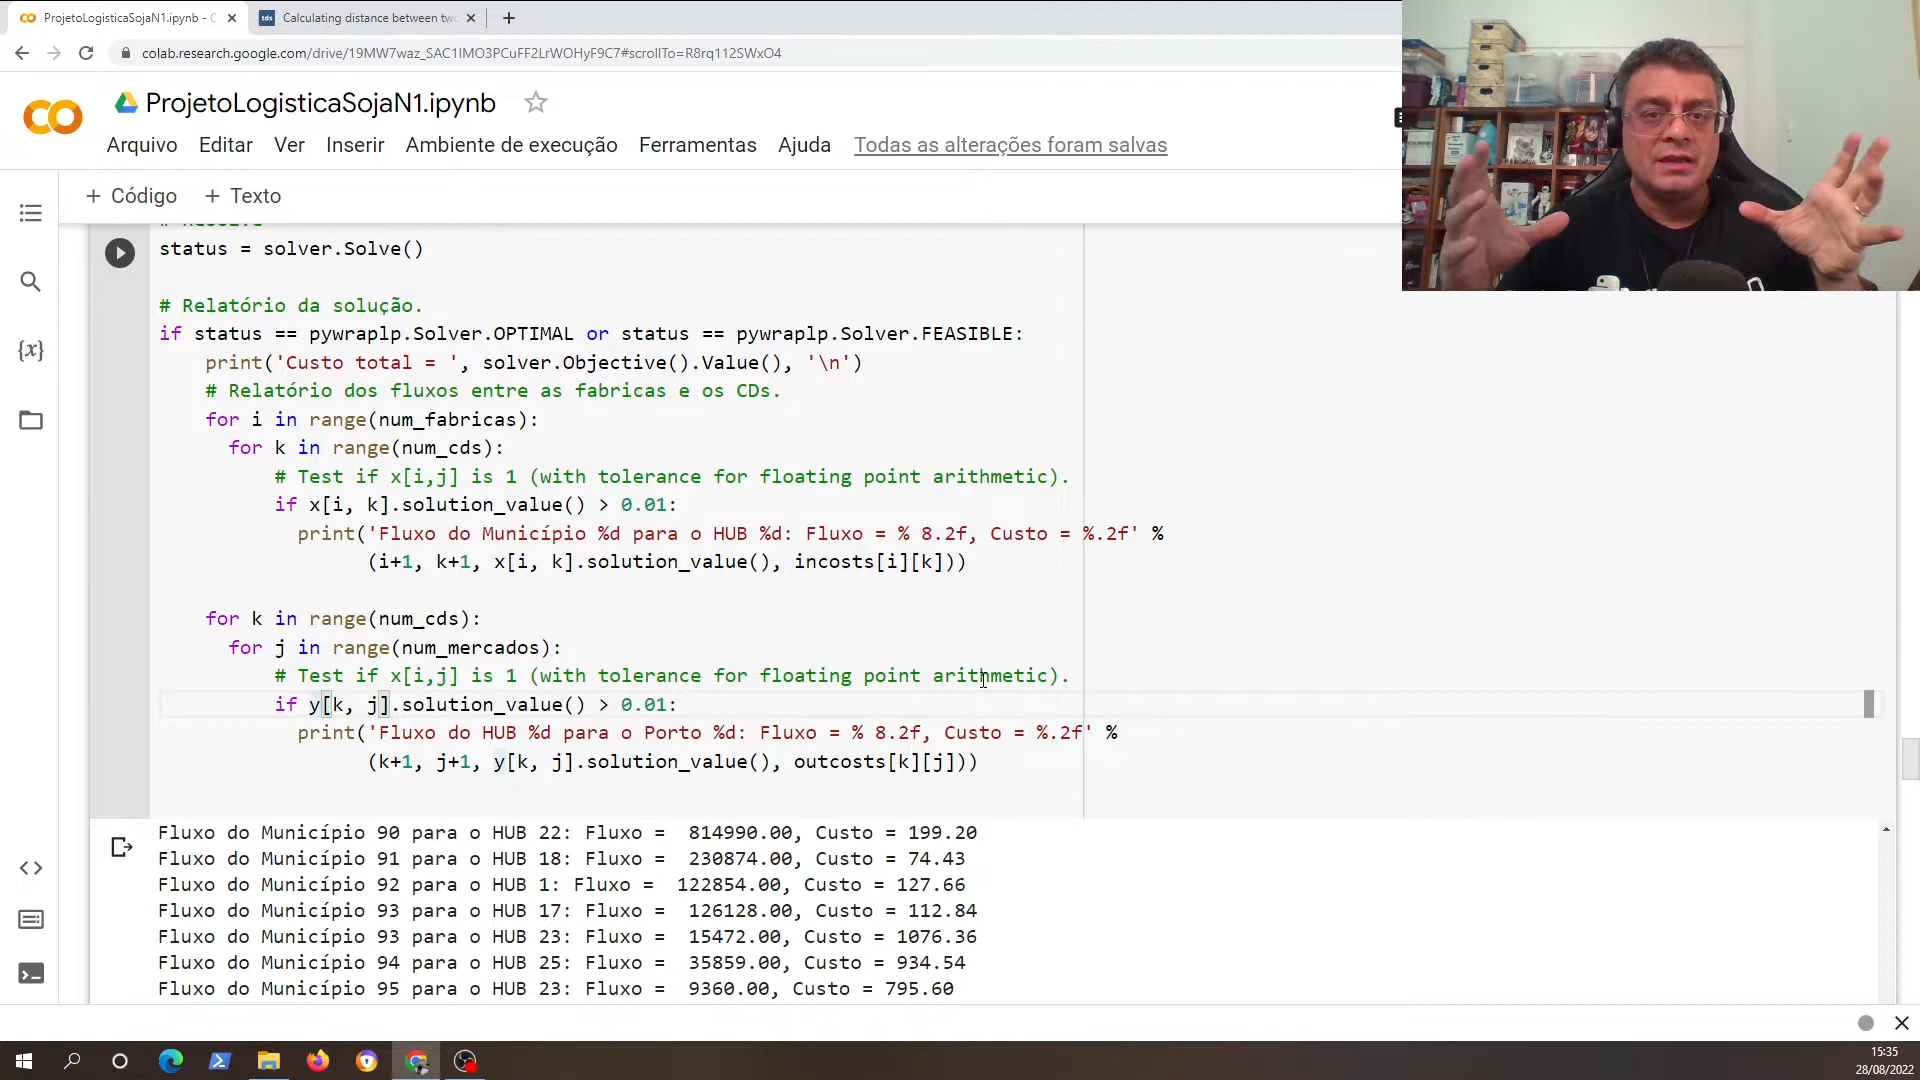 ProjetoLogisticaSojaN1.ipynb - C
tds Calculating distance between tw
colab.research.google.com/drive/19MW7waz_SAC1IMO3PCuFF2LrWOHyF9C7#scrollTo=R8rq112SWxO4
ProjetoLogisticaSojaN1.ipynb
Arquivo Editar Ver Inserir Ambiente de execução Ferramentas Ajuda Todas as alterações foram salvas
+ Código + Texto
status = solver.Solve()
# Relatório da solução.
if status == pywraplp.Solver.OPTIMAL or status == pywraplp.Solver.FEASIBLE:
print('Custo total = ', solver.Objective().Value(), '\n')
# Relatório dos fluxos entre as fabricas e os CDs.
for i in range(num_fabricas):
for k in range(num_cds):
# Test if x[i,j] is 1 (with tolerance for floating point arithmetic).
if x[i, k].solution_value() > 0.01:
print('Fluxo do Município %d para o HUB %d: Fluxo = % 8.2f, Custo = %.2f' %
(i+1, k+1, x[i, k].solution_value(), incosts[i][k]))
for k in range(num_cds):
for j in range(num_mercados):
# Test if x[i,j] is 1 (with tolerance for floating point arithmetic).
if y[k, j].solution_value() > 0.01:
print('Fluxo do HUB %d para o Porto %d: Fluxo = % 8.2f, Custo = %.2f' %
(k+1, j+1, y[k, j].solution_value(), outcosts[k][j]))
Fluxo do Município 90 para o HUB 22: Fluxo =  814990.00, Custo = 199.20
Fluxo do Município 91 para o HUB 18: Fluxo =  230874.00, Custo = 74.43
Fluxo do Município 92 para o HUB 1: Fluxo =  122854.00, Custo = 127.66
Fluxo do Município 93 para o HUB 17: Fluxo =  126128.00, Custo = 112.84
Fluxo do Município 93 para o HUB 23: Fluxo =  15472.00, Custo = 1076.36
Fluxo do Município 94 para o HUB 25: Fluxo =  35859.00, Custo = 934.54
Fluxo do Município 95 para o HUB 23: Fluxo =  9360.00, Custo = 795.60
15:35
28/08/2022